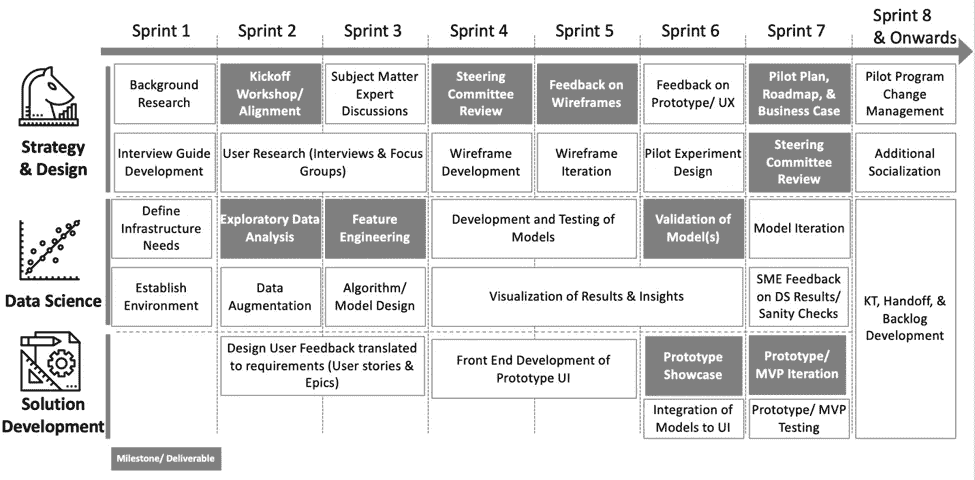 Sprint 1
Sprint 2
Sprint 3
Sprint 4
Sprint 5
Sprint 6
Sprint 7
Sprint 8
& Onwards
Strategy
& Design
Background
Research
Kickoff
Workshop/
Alignment
Subject Matter
Expert
Discussions
Steering
Committee
Review
Feedback on
Wireframes
Feedback on
Prototype/ UX
Pilot Plan,
Roadmap, &
Business Case
Pilot Program
Change
Management
Interview Guide
Development
User Research (Interviews & Focus
Groups)
Wireframe
Development
Wireframe
Iteration
Pilot Experiment
Design
Steering
Committee
Review
Additional
Socialization
Data Science
Define
Infrastructure
Needs
Exploratory Data
Analysis
Feature
Engineering
Development and Testing of
Models
Validation of
Model(s)
Model Iteration
Establish
Environment
Data
Augmentation
Algorithm/
Model Design
Visualization of Results & Insights
SME Feedback
on DS Results/
Sanity Checks
KT, Handoff, &
Backlog
Development
Solution
Development
Design User Feedback translated
to requirements (User stories &
Epics)
Front End Development of
Prototype UI
Prototype
Showcase
Prototype/
MVP Iteration
Integration of
Models to UI
Prototype/ MVP
Testing
Milestone/ Deliverable